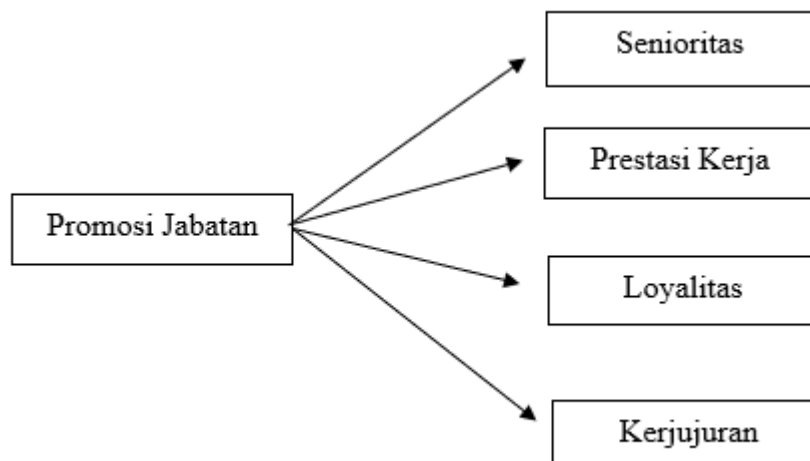 Senioritas
Prestasi Kerja
Promosi Jabatan
Loyalitas
Kerjujuran